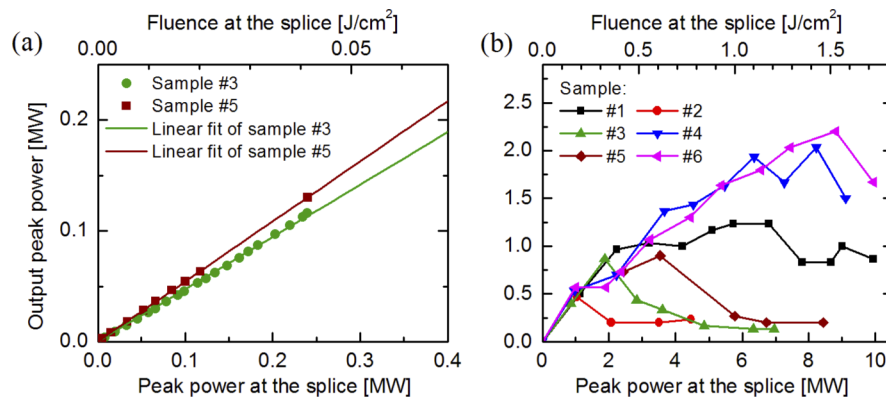 (a)
Fluence at the splice [J/cm²]
0.00 0.05
Output peak power [MW]
0.2
0.1
0.0
Sample #3
Sample #5
Linear fit of sample #3
Linear fit of sample #5
0.0 0.1 0.2 0.3 0.4
Peak power at the splice [MW]
(b)
Fluence at the splice [J/cm²]
0.0 0.5 1.0 1.5
2.5
2.0
1.5
1.0
0.5
0.0
Sample:
#1 #2
#3 #4
#5 #6
0 2 4 6 8 10
Peak power at the splice [MW]